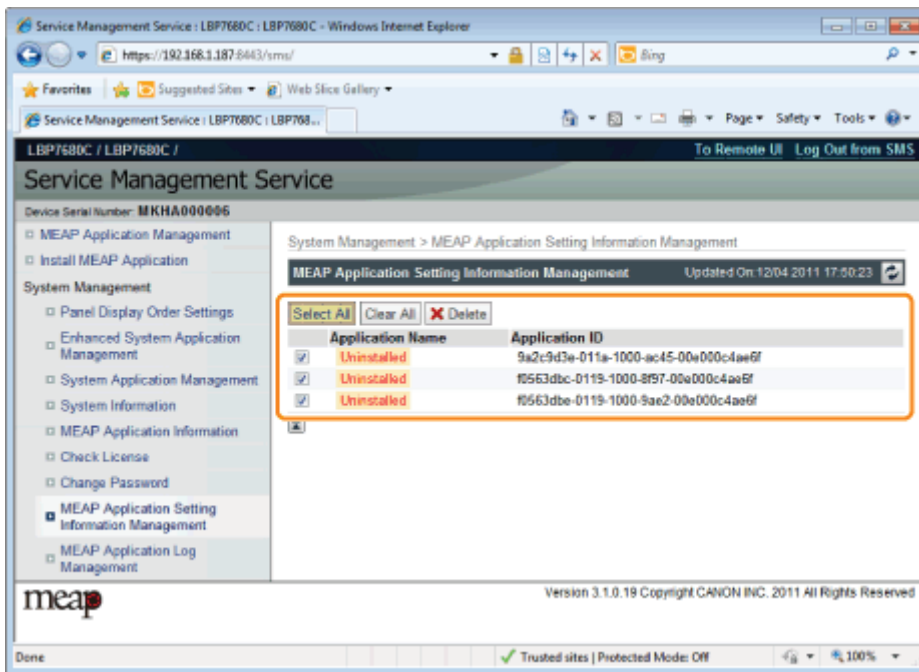 Service Management Service : LBP7680C : LBP7680C - Windows Internet Explorer
https://192.168.1.187:8443/sms/
Bing
Favorites Suggested Sites Web Slice Gallery
Service Management Service : LBP7680C : LBP768...
Page Safety Tools
LBP7680C / LBP7680C / To Remote UI Log Out from SMS
Service Management Service
Device Serial Number: MKHA000006
MEAP Application Management
Install MEAP Application
System Management
Panel Display Order Settings
Enhanced System Application
Management
System Application Management
System Information
MEAP Application Information
Check License
Change Password
MEAP Application Setting
Information Management
MEAP Application Log
Management
System Management > MEAP Application Setting Information Management
MEAP Application Setting Information Management Updated On:12/04 2011 17:50:23
Select All Clear All Delete
Application Name Application ID
Uninstalled 9a2c9d3e-011a-1000-ac45-00e000c4ae6f
Uninstalled f0563dbc-0119-1000-8f97-00e000c4ae6f
Uninstalled f0563dbe-0119-1000-9ae2-00e000c4ae6f
meap
Version 3.1.0.19 Copyright CANON INC. 2011 All Rights Reserved
Done Trusted sites | Protected Mode: Off 100%